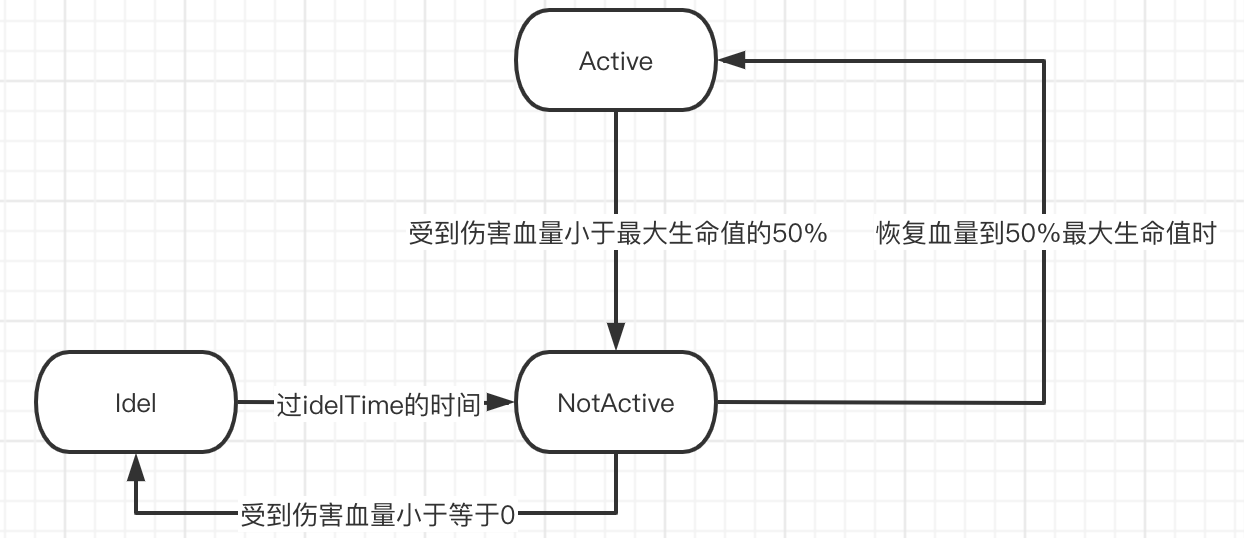 Active
受到伤害血量小于最大生命值的50%
恢复血量到50%最大生命值时
Idel
过idelTime的时间
NotActive
受到伤害血量小于等于0